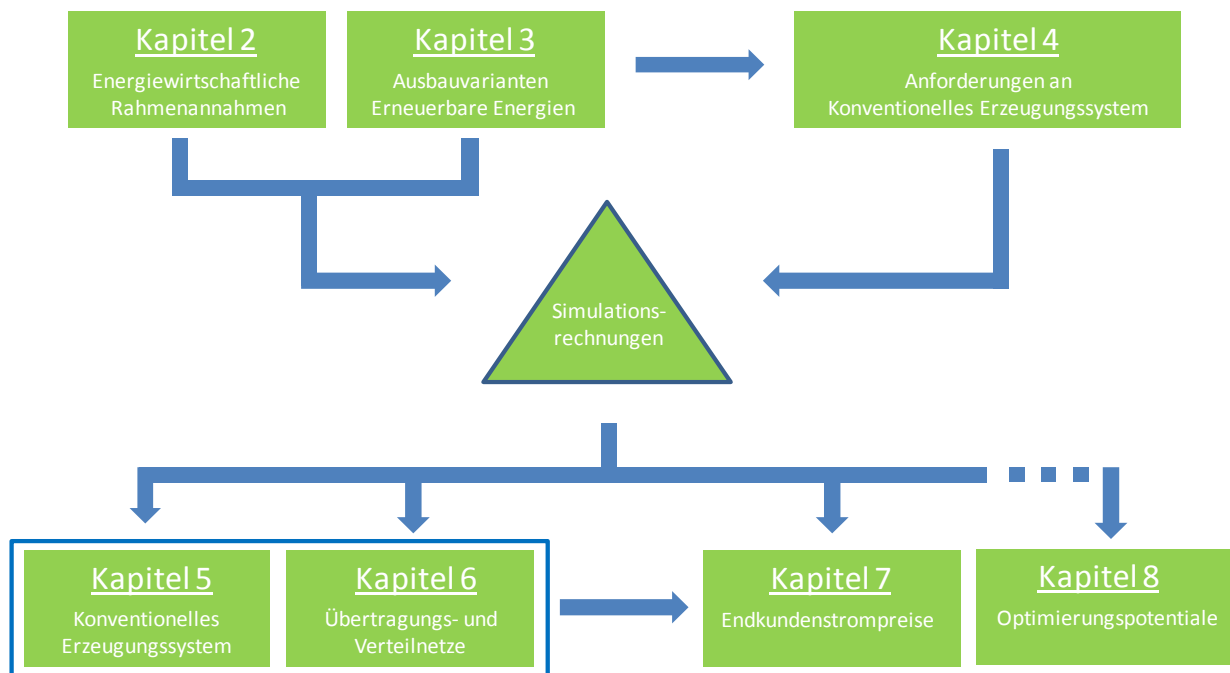 Kapitel 2
Energiewirtschaftliche
Rahmenannahmen
Kapitel 3
Ausbauvarianten
Erneuerbare Energien
Kapitel 4
Anforderungen an
Konventionelles Erzeugungssystem
Simulations-
rechnungen
Kapitel 5
Konventionelles
Erzeugungssystem
Kapitel 6
Übertragungs- und
Verteilnetze
Kapitel 7
Endkundenstrompreise
Kapitel 8
Optimierungspotentiale